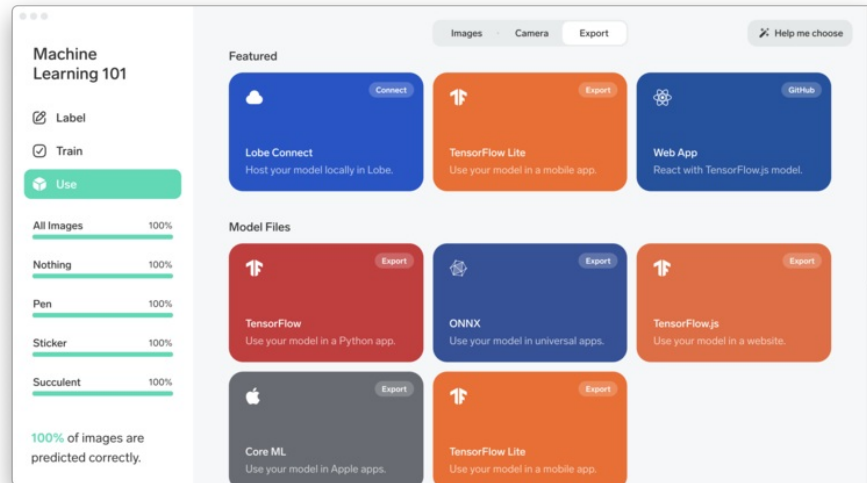 Machine
Learning 101
Label
Train
Use
All Images 100%
Nothing 100%
Pen 100%
Sticker 100%
Succulent 100%
100% of images are
predicted correctly.
Images Camera Export
Help me choose
Featured
Connect
Lobe Connect
Host your model locally in Lobe.
Export
TensorFlow Lite
Use your model in a mobile app.
GitHub
Web App
React with TensorFlow.js model.
Model Files
Export
TensorFlow
Use your model in a Python app.
Export
ONNX
Use your model in universal apps.
Export
TensorFlow.js
Use your model in a website.
Export
Core ML
Use your model in Apple apps.
Export
TensorFlow Lite
Use your model in a mobile app.